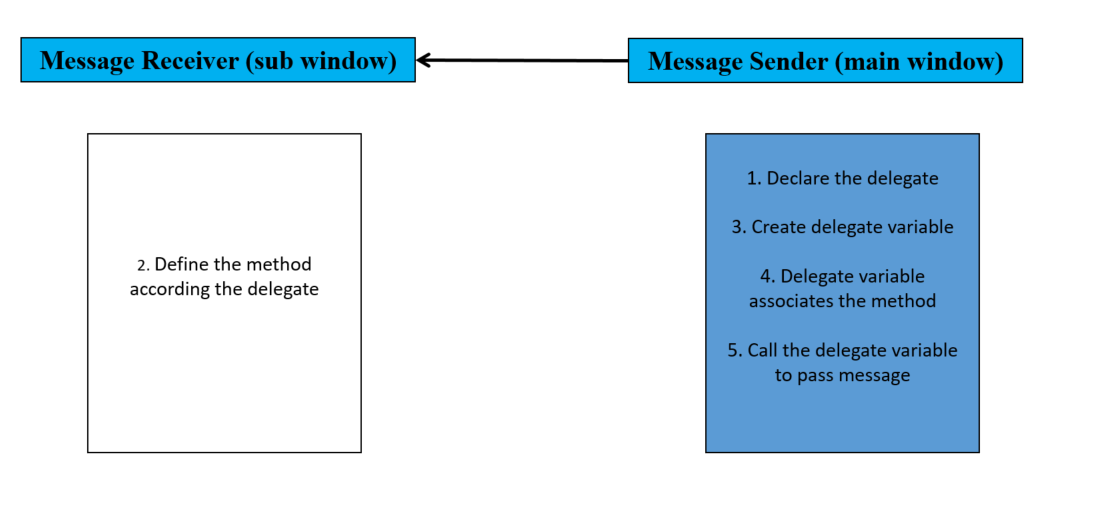 Message Receiver (sub window)
Message Sender (main window)
2. Define the method
according the delegate
1. Declare the delegate
3. Create delegate variable
4. Delegate variable
associates the method
5. Call the delegate variable
to pass message